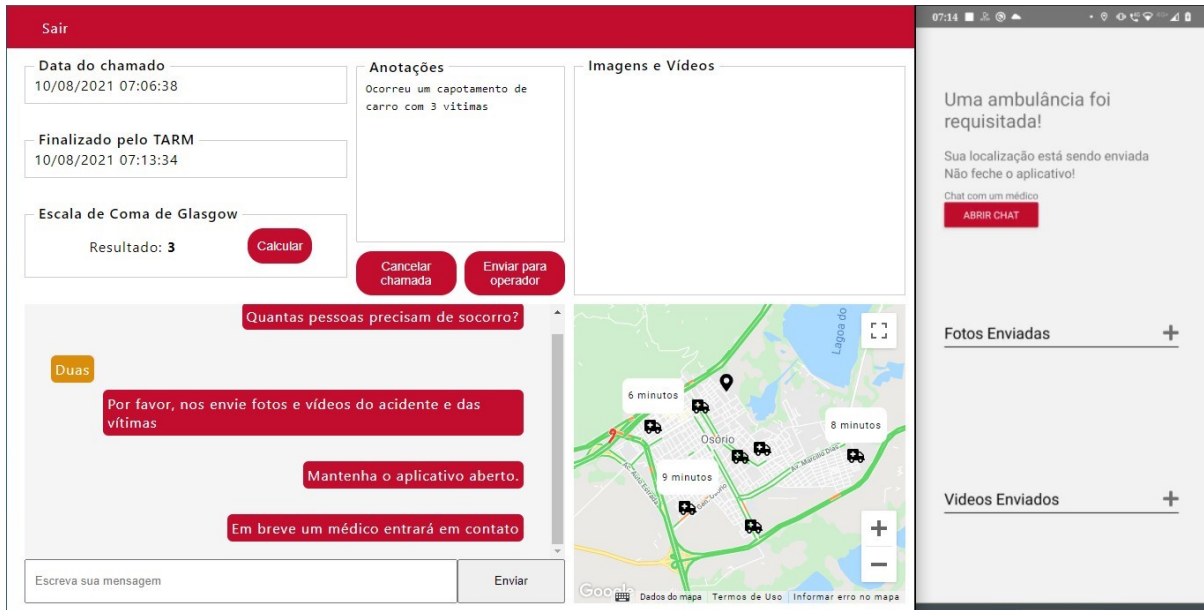 Sair
Data do chamado
10/08/2021 07:06:38
Finalizado pelo TARM
10/08/2021 07:13:34
Escala de Coma de Glasgow
Resultado: 3
Calcular
Anotações
Ocorreu um capotamento de
carro com 3 vitimas
Cancelar
chamada
Enviar para
operador
Imagens e Vídeos
Quantas pessoas precisam de socorro?
Duas
Por favor, nos envie fotos e vídeos do acidente e das
vítimas
Mantenha o aplicativo aberto.
Em breve um médico entrará em contato
Escreva sua mensagem
Enviar
Lagoa do
6 minutos
Osório
8 minutos
Av. Marcílio Dias
9 minutos
Google
Dados do mapa
Termos de Uso
Informar erro no mapa
07:14
Uma ambulância foi
requisitada!
Sua localização está sendo enviada
Não feche o aplicativo!
Chat com um médico
ABRIR CHAT
Fotos Enviadas
Videos Enviados